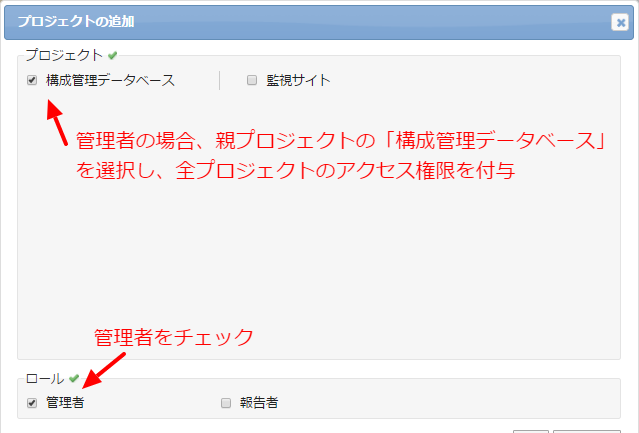 プロジェクトの追加
プロジェクト
構成管理データベース 監視サイト
管理者の場合、親プロジェクトの「構成管理データベース」
を選択し、全プロジェクトのアクセス権限を付与
管理者をチェック
ロール
管理者 報告者